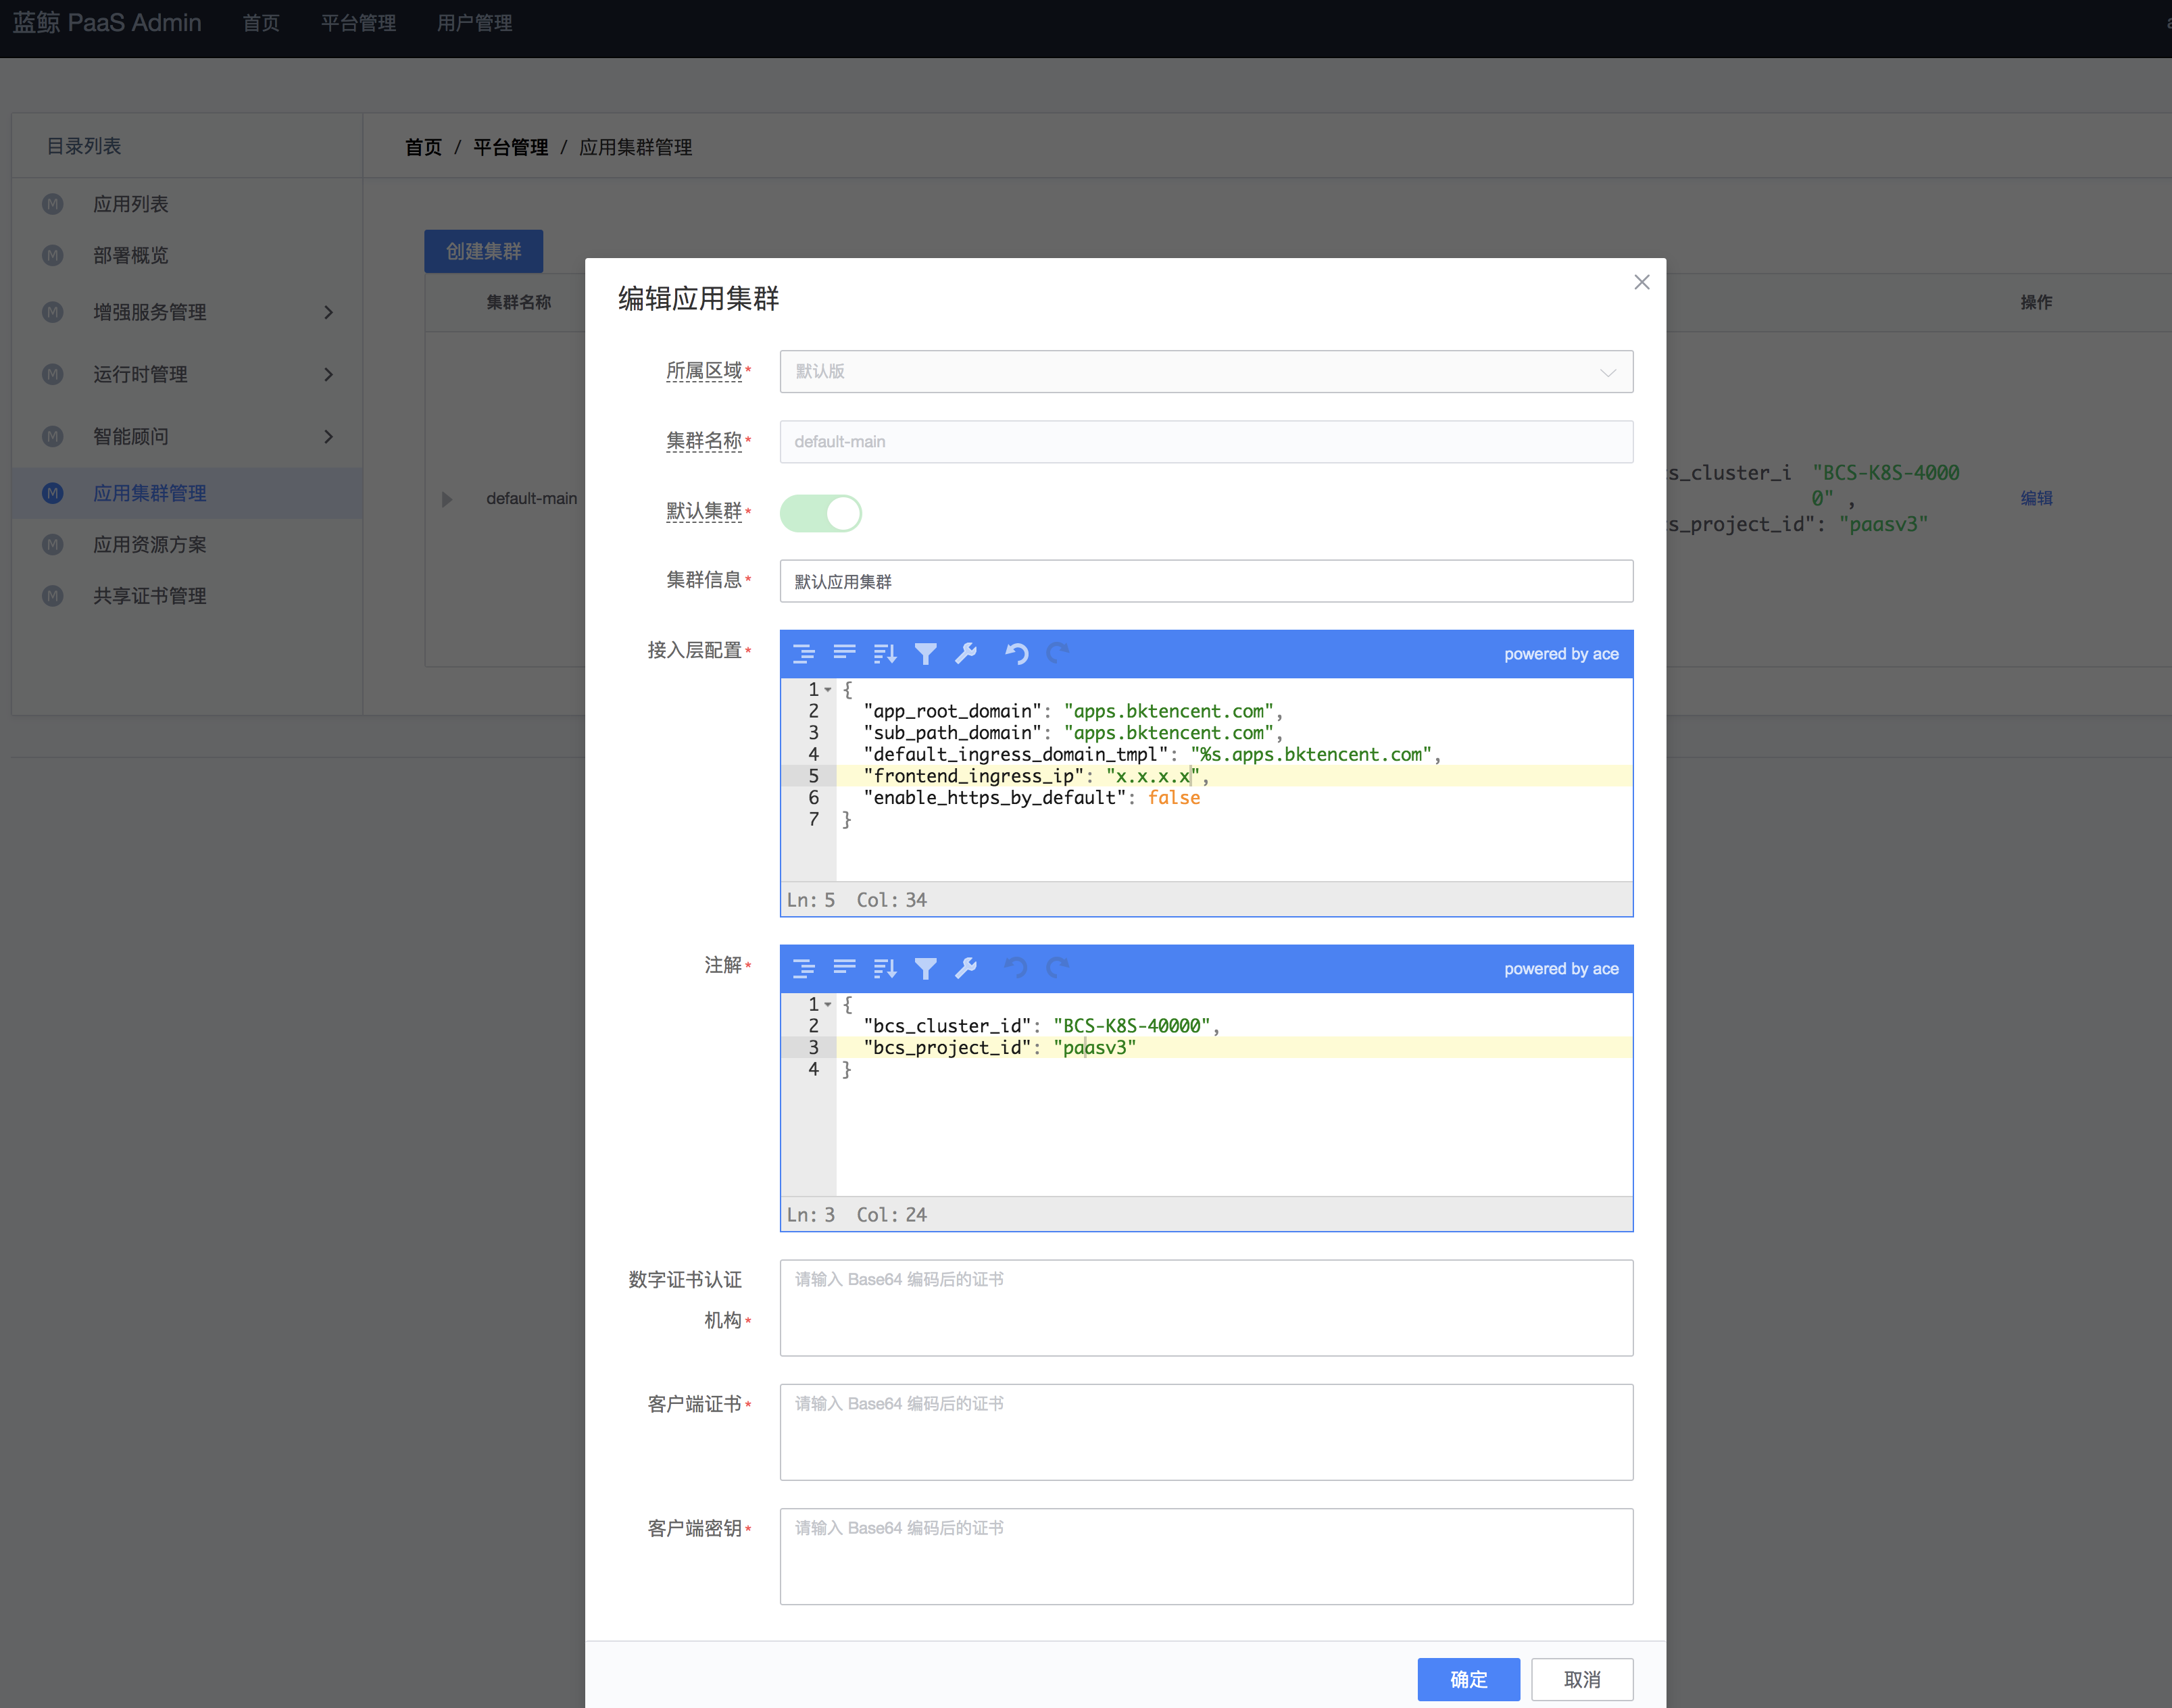 蓝鲸 PaaS Admin 首页 平台管理 用户管理
目录列表
首页 / 平台管理 / 应用集群管理
M 应用列表
M 部署概览
M 增强服务管理
M 运行时管理
M 智能顾问
M 应用集群管理
M 应用资源方案
M 共享证书管理
创建集群
集群名称
操作
default-main
s_cluster_i "BCS-K8S-4000
0" ,
s_project_id": "paasv3"
编辑
编辑应用集群
所属区域* 默认版
集群名称* default-main
默认集群*
集群信息* 默认应用集群
接入层配置* powered by ace
1 {
2 "app_root_domain": "apps.bktencent.com",
3 "sub_path_domain": "apps.bktencent.com",
4 "default_ingress_domain_tmpl": "%s.apps.bktencent.com",
5 "frontend_ingress_ip": "x.x.x.x",
6 "enable_https_by_default": false
7 }
Ln: 5 Col: 34
注解* powered by ace
1 {
2 "bcs_cluster_id": "BCS-K8S-40000",
3 "bcs_project_id": "paasv3"
4 }
Ln: 3 Col: 24
数字证书认证
机构*
请输入 Base64 编码后的证书
客户端证书* 请输入 Base64 编码后的证书
客户端密钥* 请输入 Base64 编码后的证书
确定 取消